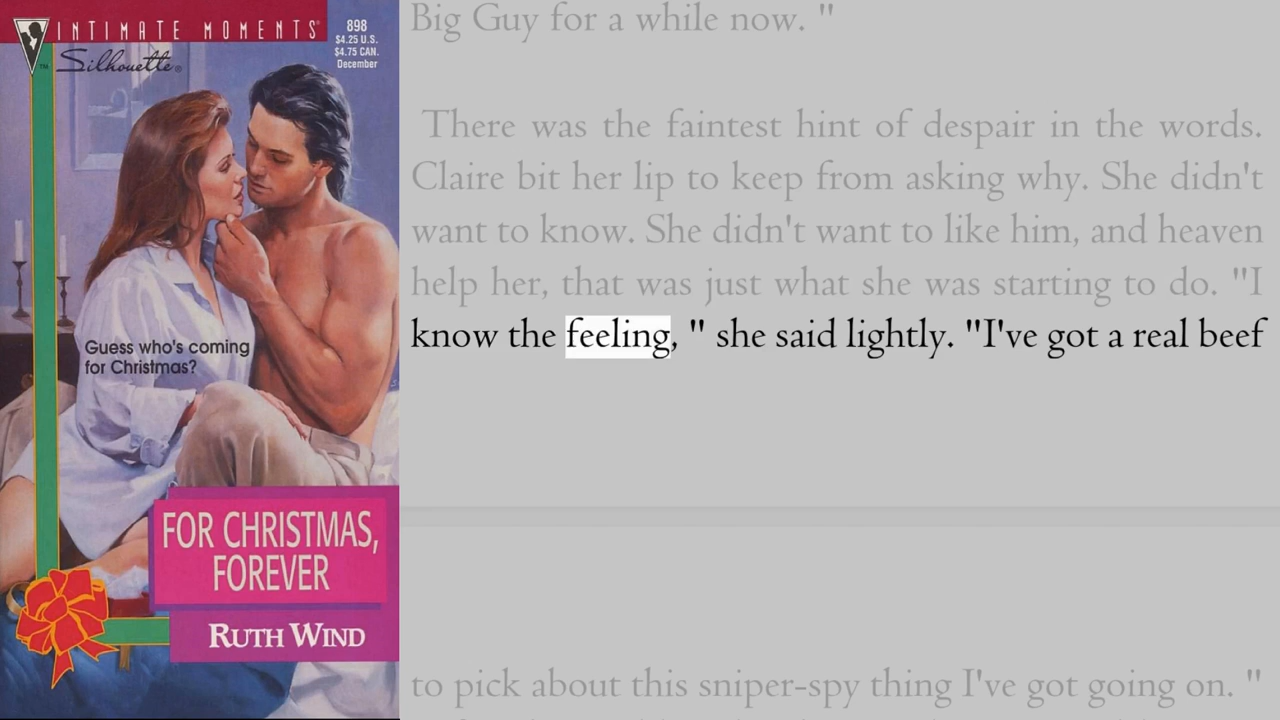 INTIMATE MOMENTS®
898
$4.25 U.S.
$4.75 CAN.
December
™
Silhouette®
Guess who's coming
for Christmas?
FOR CHRISTMAS,
FOREVER
RUTH WIND
Big Guy for a while now. "
There was the faintest hint of despair in the words.
Claire bit her lip to keep from asking why. She didn't
want to know. She didn't want to like him, and heaven
help her, that was just what she was starting to do. "I
know the feeling, " she said lightly. "I've got a real beef
to pick about this sniper-spy thing I've got going on. "